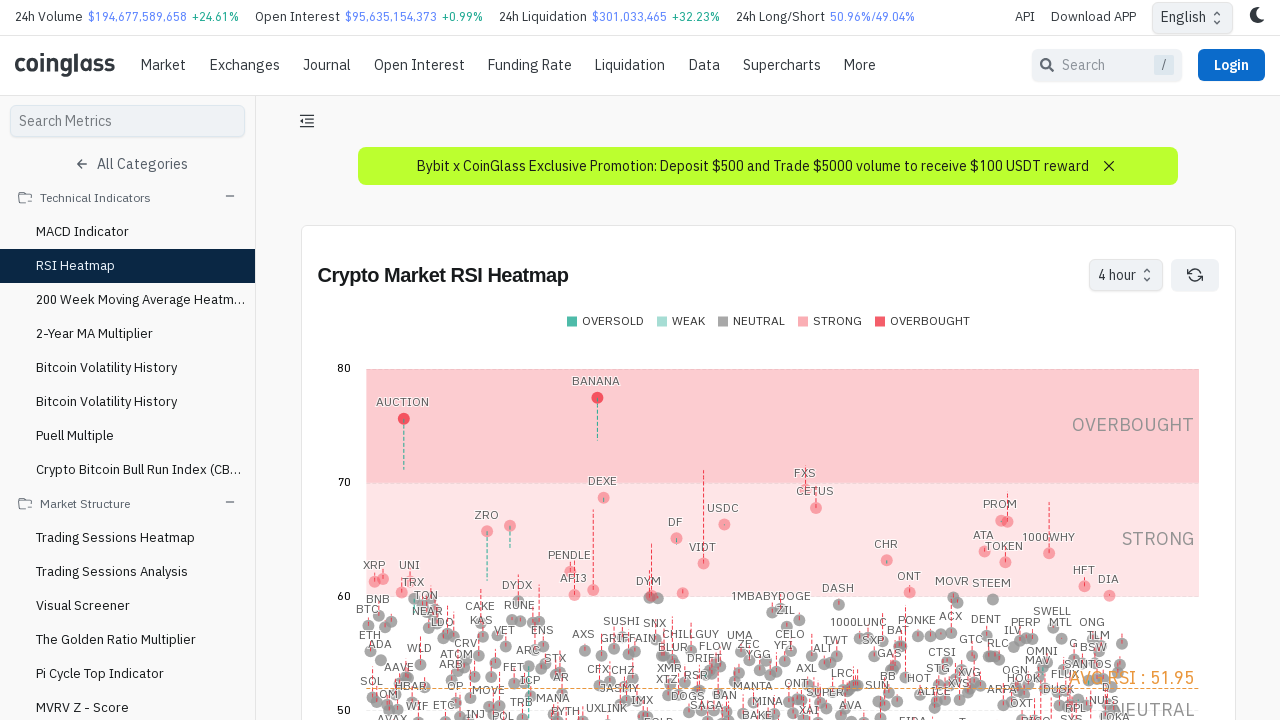 24h Volume $194,677,589,658 +24.61% Open Interest $95,635,154,373 +0.99% 24h Liquidation $301,033,465 +32.23% 24h Long/Short 50.96%/49.04% API Download APP English
coinglass Market Exchanges Journal Open Interest Funding Rate Liquidation Data Supercharts More Search / Login
Search Metrics
All Categories
Technical Indicators
MACD Indicator
RSI Heatmap
200 Week Moving Average Heatm...
2-Year MA Multiplier
Bitcoin Volatility History
Bitcoin Volatility History
Puell Multiple
Crypto Bitcoin Bull Run Index (CB...
Market Structure
Trading Sessions Heatmap
Trading Sessions Analysis
Visual Screener
The Golden Ratio Multiplier
Pi Cycle Top Indicator
MVRV Z - Score
Bybit x CoinGlass Exclusive Promotion: Deposit $500 and Trade $5000 volume to receive $100 USDT reward
Crypto Market RSI Heatmap 4 hour
OVERSOLD WEAK NEUTRAL STRONG OVERBOUGHT
80
BANANA
AUCTION
OVERBOUGHT
70
FXS
DEXE CETUS
PROM
ZRO DF USDC
ATA 1000WHY STRONG
PENDLE VIDT CHR TOKEN
XRP UNI HFT
TRX DYDX API3 DYM DASH ONT MOVR STEEM DIA
60
BNB TON CAKE RUNE 1MBABYDOGE
BTC NEAR ZIL SWELL
LDO KAS SUSHI SNX 1000LUNC PONKE ACX DENT PERP MTL ONG
ETH VET ENS AXS GRIFFAIN CHILLGUY UMA CELO BAT ILV TLM
ADA WLD CRV ARC BLUR FLOW ZEC YFI TWT SXP GTC RLC G BSW
ATOM STX DRIFT YGG ALT GAS CTSI OMNI
AAVE ARB FET CFX CHZ XMR AXL STG MAV SANTOS
SOL ICP AR XTZ RSR LRC BB HOT XVG OGN HOOK FLUX AVG RSI : 51.95
HBAR OP MOVE JASMY MANTA QNT SUN XVS ARPA DUSK
TRB MANA IMX DOGS BAN MINA SUPER ALICE OXT NULS
WIF ETC UXLINK SAGA XAI AVA RPL
50
AVAX INJ POL PYTH BAKE SYS NEUTRAL